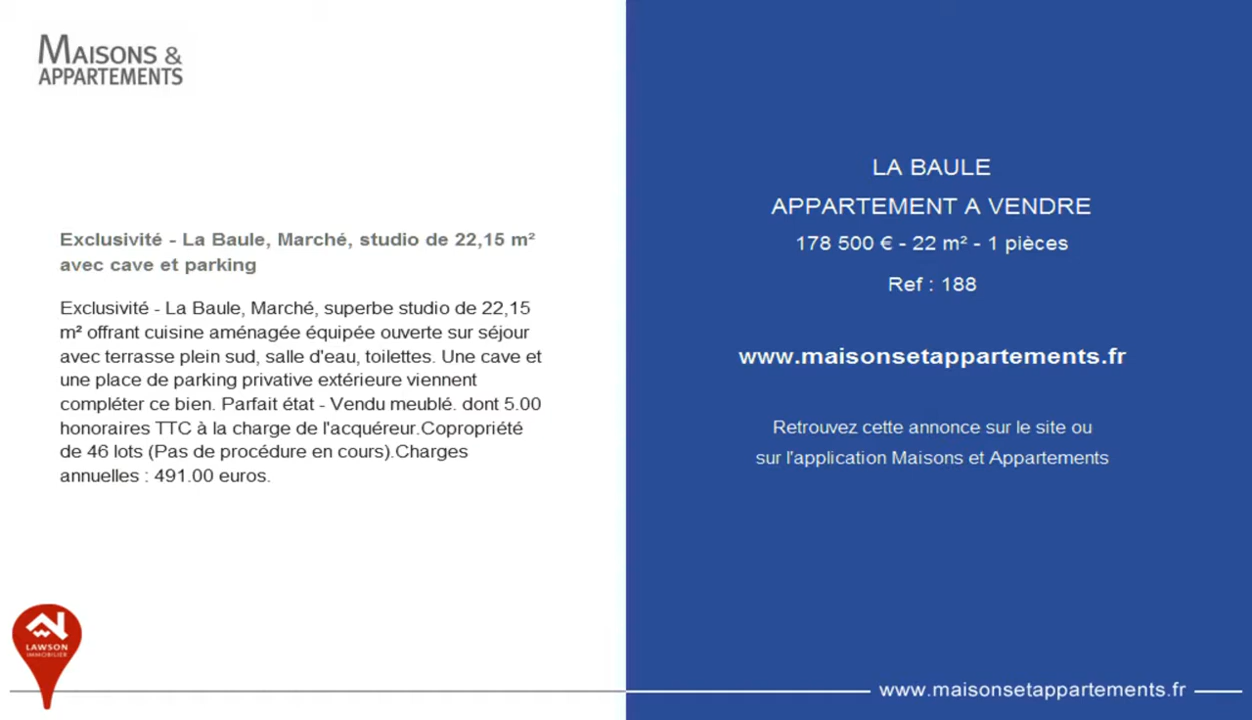 MAISONS &
APPARTEMENTS
Exclusivité - La Baule, Marché, studio de 22,15 m²
avec cave et parking
Exclusivité - La Baule, Marché, superbe studio de 22,15
m² offrant cuisine aménagée équipée ouverte sur séjour
avec terrasse plein sud, salle d'eau, toilettes. Une cave et
une place de parking privative extérieure viennent
compléter ce bien. Parfait état - Vendu meublé. dont 5.00
honoraires TTC à la charge de l'acquéreur.Copropriété
de 46 lots (Pas de procédure en cours).Charges
annuelles : 491.00 euros.
LAWSON
IMMOBILIER
LA BAULE
APPARTEMENT A VENDRE
178 500 € - 22 m² - 1 pièces
Ref : 188
www.maisonsetappartements.fr
Retrouvez cette annonce sur le site ou
sur l'application Maisons et Appartements
www.maisonsetappartements.fr